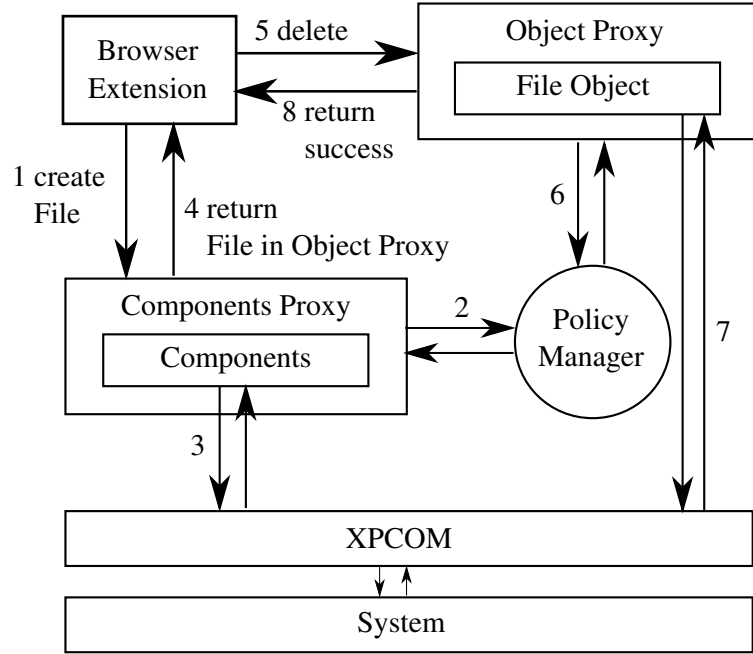 Browser
Extension
5 delete
8 return
success
Object Proxy
File Object
1 create
File
4 return
File in Object Proxy
6
7
Components Proxy
Components
2
Policy
Manager
3
XPCOM
System